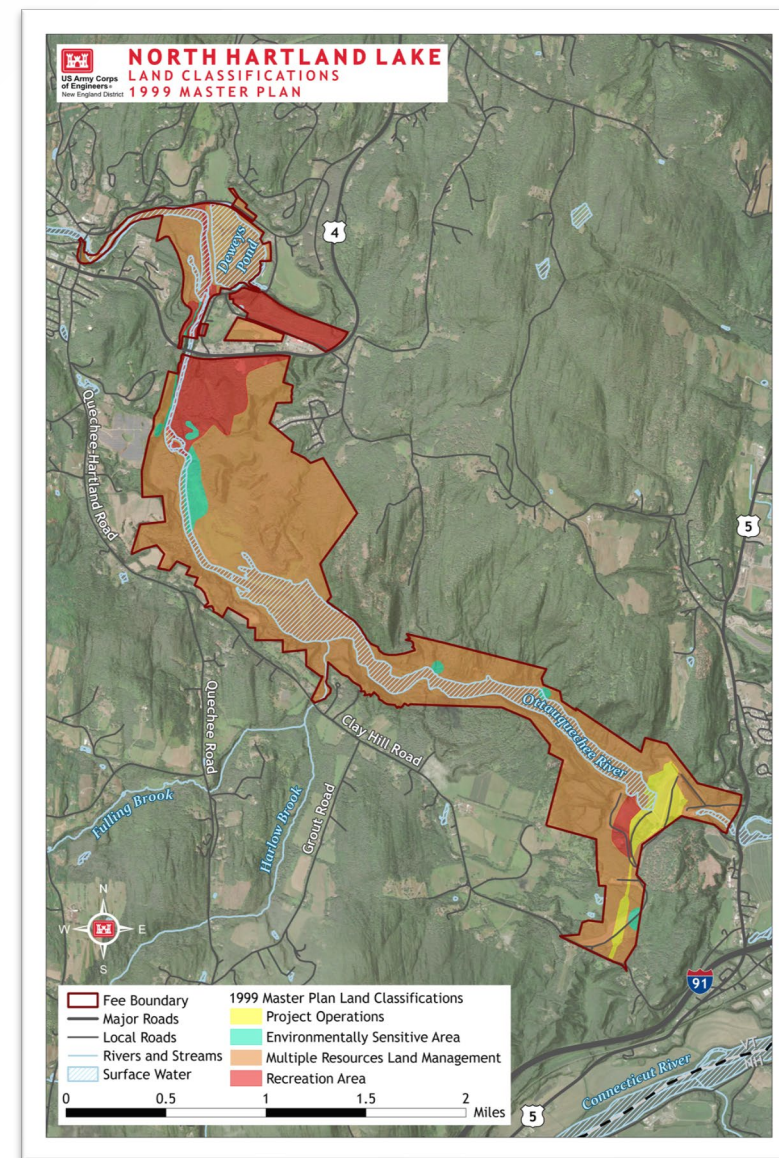 NORTH HARTLAND LAKE
LAND CLASSIFICATIONS
1999 MASTER PLAN
US Army Corps
of Engineers®
New England District
4
Deweys
Pond
Quechee-Hartland Road
5
Quechee Road
Clay Hill Road
Ottauquechee River
Fulling Brook
Harlow Brook
Grout Road
N
W
E
S
91
VT
NH
Connecticut River
5
Fee Boundary
Major Roads
Local Roads
Rivers and Streams
Surface Water
1999 Master Plan Land Classifications
Project Operations
Environmentally Sensitive Area
Multiple Resources Land Management
Recreation Area
0 0.5 1 1.5 2
Miles